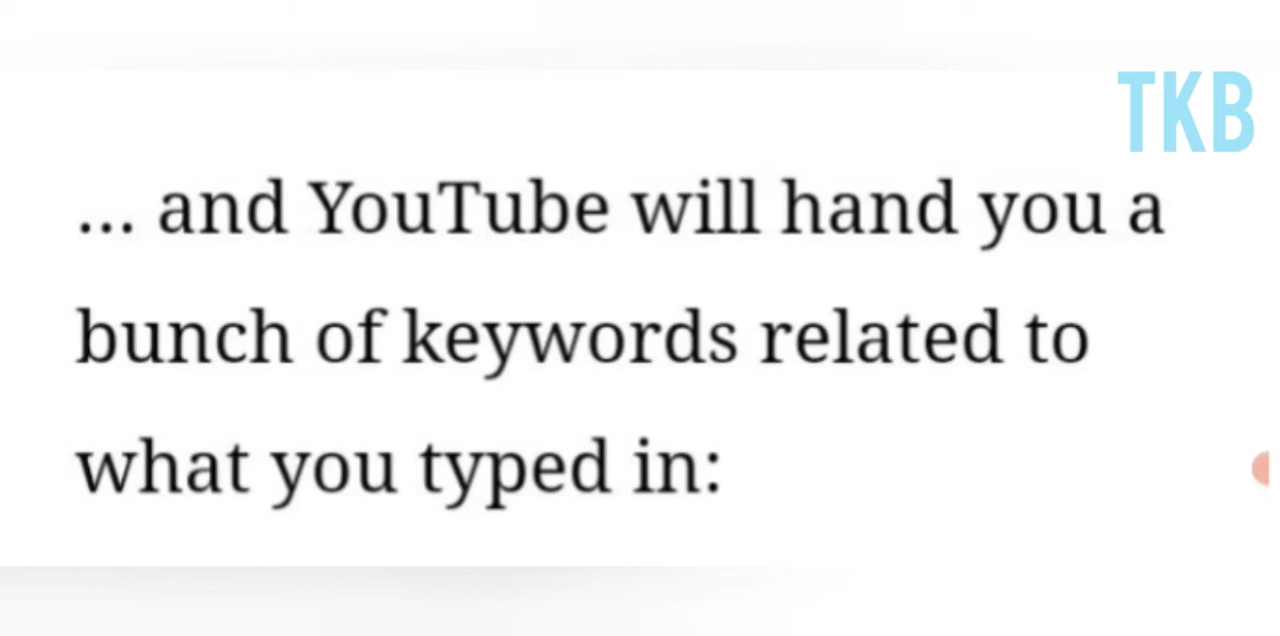 TKB
... and YouTube will hand you a
bunch of keywords related to
what you typed in: